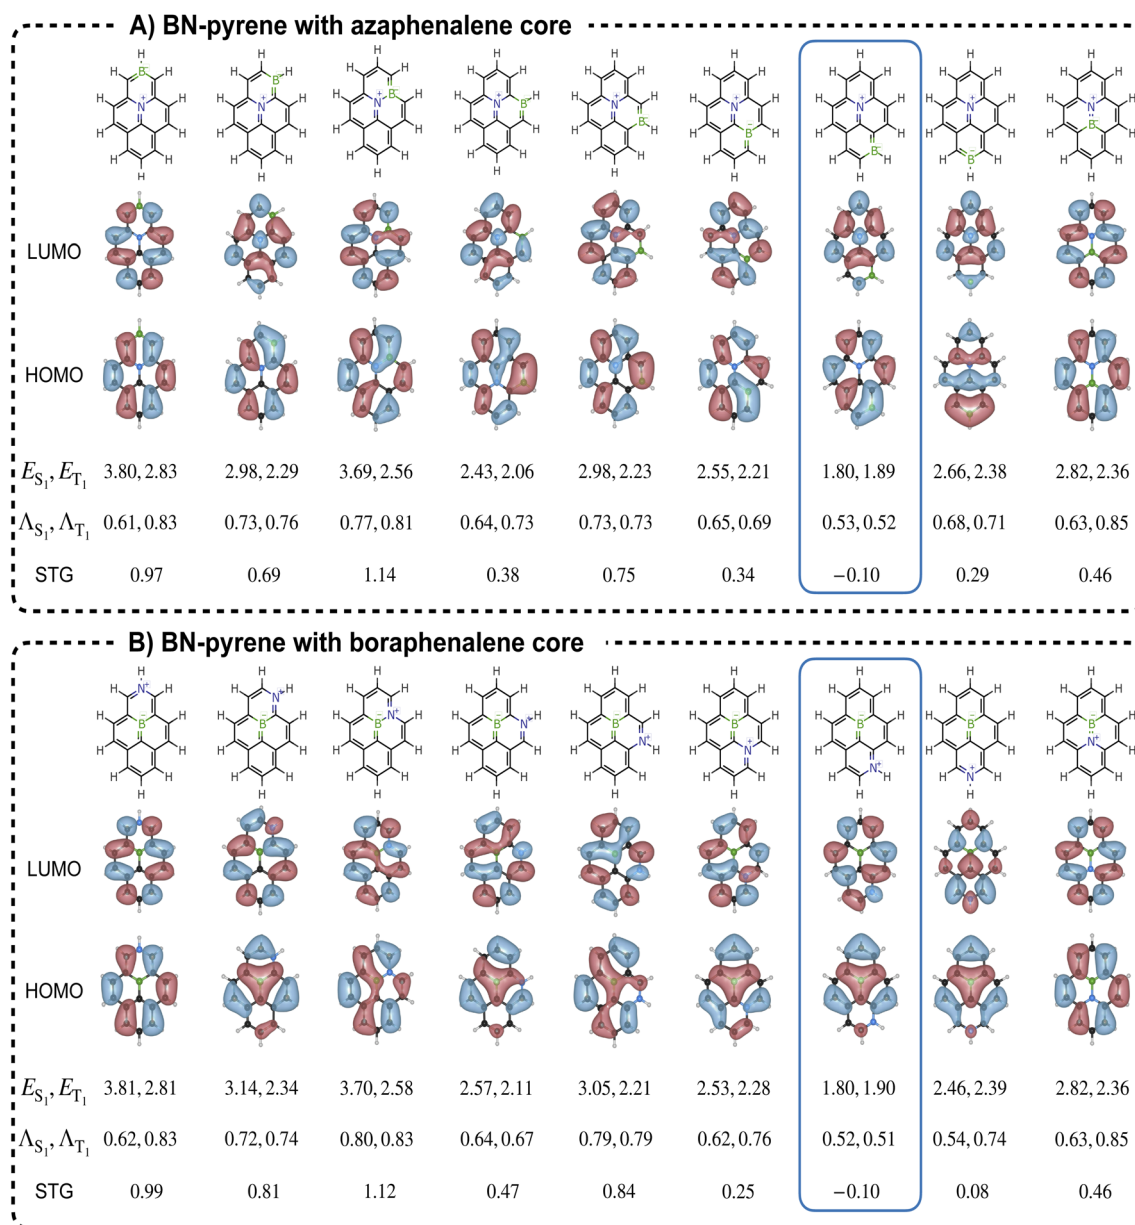 A) BN-pyrene with azaphenalene core
LUMO
HOMO
E_S₁, E_T₁ 3.80, 2.83 2.98, 2.29 3.69, 2.56 2.43, 2.06 2.98, 2.23 2.55, 2.21 1.80, 1.89 2.66, 2.38 2.82, 2.36
Λ_S₁, Λ_T₁ 0.61, 0.83 0.73, 0.76 0.77, 0.81 0.64, 0.73 0.73, 0.73 0.65, 0.69 0.53, 0.52 0.68, 0.71 0.63, 0.85
STG 0.97 0.69 1.14 0.38 0.75 0.34 −0.10 0.29 0.46
B) BN-pyrene with boraphenalene core
LUMO
HOMO
E_S₁, E_T₁ 3.81, 2.81 3.14, 2.34 3.70, 2.58 2.57, 2.11 3.05, 2.21 2.53, 2.28 1.80, 1.90 2.46, 2.39 2.82, 2.36
Λ_S₁, Λ_T₁ 0.62, 0.83 0.72, 0.74 0.80, 0.83 0.64, 0.67 0.79, 0.79 0.62, 0.76 0.52, 0.51 0.54, 0.74 0.63, 0.85
STG 0.99 0.81 1.12 0.47 0.84 0.25 −0.10 0.08 0.46